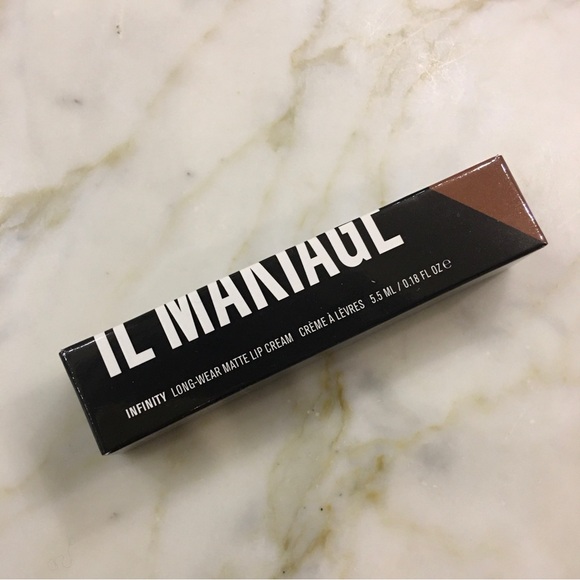 IL MAKIAGE
INFINITY LONG-WEAR MATTE LIP CREAM CRÈME À LÈVRES 5.5 ML / 0.18 FL OZ ℮